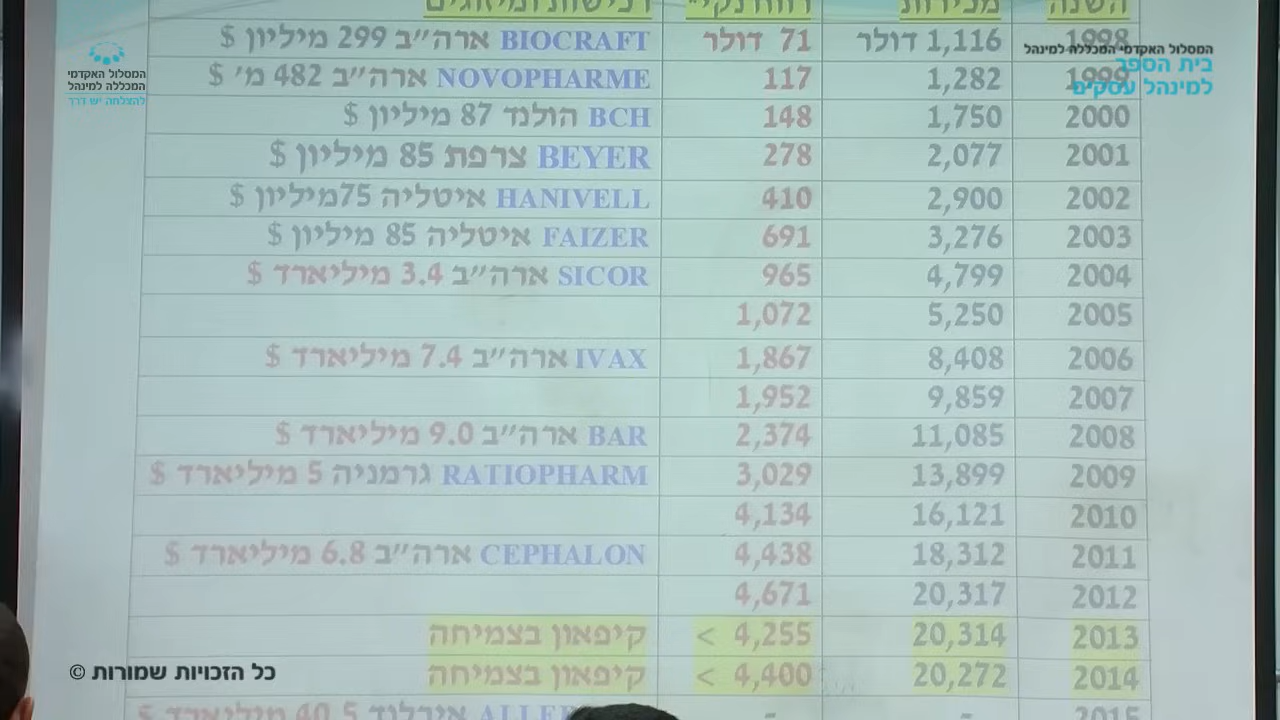 השנה מכירות רווח נקי רכישות ומיזוגים
1998 1,116 דולר 71 דולר BIOCRAFT ארה״ב 299 מיליון $
1999 1,282 117 NOVOPHARME ארה״ב 482 מ׳ $
2000 1,750 148 BCH הולנד 87 מיליון $
2001 2,077 278 BEYER צרפת 85 מיליון $
2002 2,900 410 HANIVELL איטליה 75מיליון $
2003 3,276 691 FAIZER איטליה 85 מיליון $
2004 4,799 965 SICOR ארה״ב 3.4 מיליארד $
2005 5,250 1,072
2006 8,408 1,867 IVAX ארה״ב 7.4 מיליארד $
2007 9,859 1,952
2008 11,085 2,374 BAR ארה״ב 9.0 מיליארד $
2009 13,899 3,029 RATIOPHARM גרמניה 5 מיליארד $
2010 16,121 4,134
2011 18,312 4,438 CEPHALON ארה״ב 6.8 מיליארד $
2012 20,317 4,671
2013 20,314 4,255 > קיפאון בצמיחה
2014 20,272 4,400 > קיפאון בצמיחה
2015 - - אירלנד 40.5 מיליארד $
המסלול האקדמי המכללה למינהל
בית הספר
למינהל עסקים
המסלול האקדמי
המכללה למינהל
להצלחה יש דרך
כל הזכויות שמורות ©